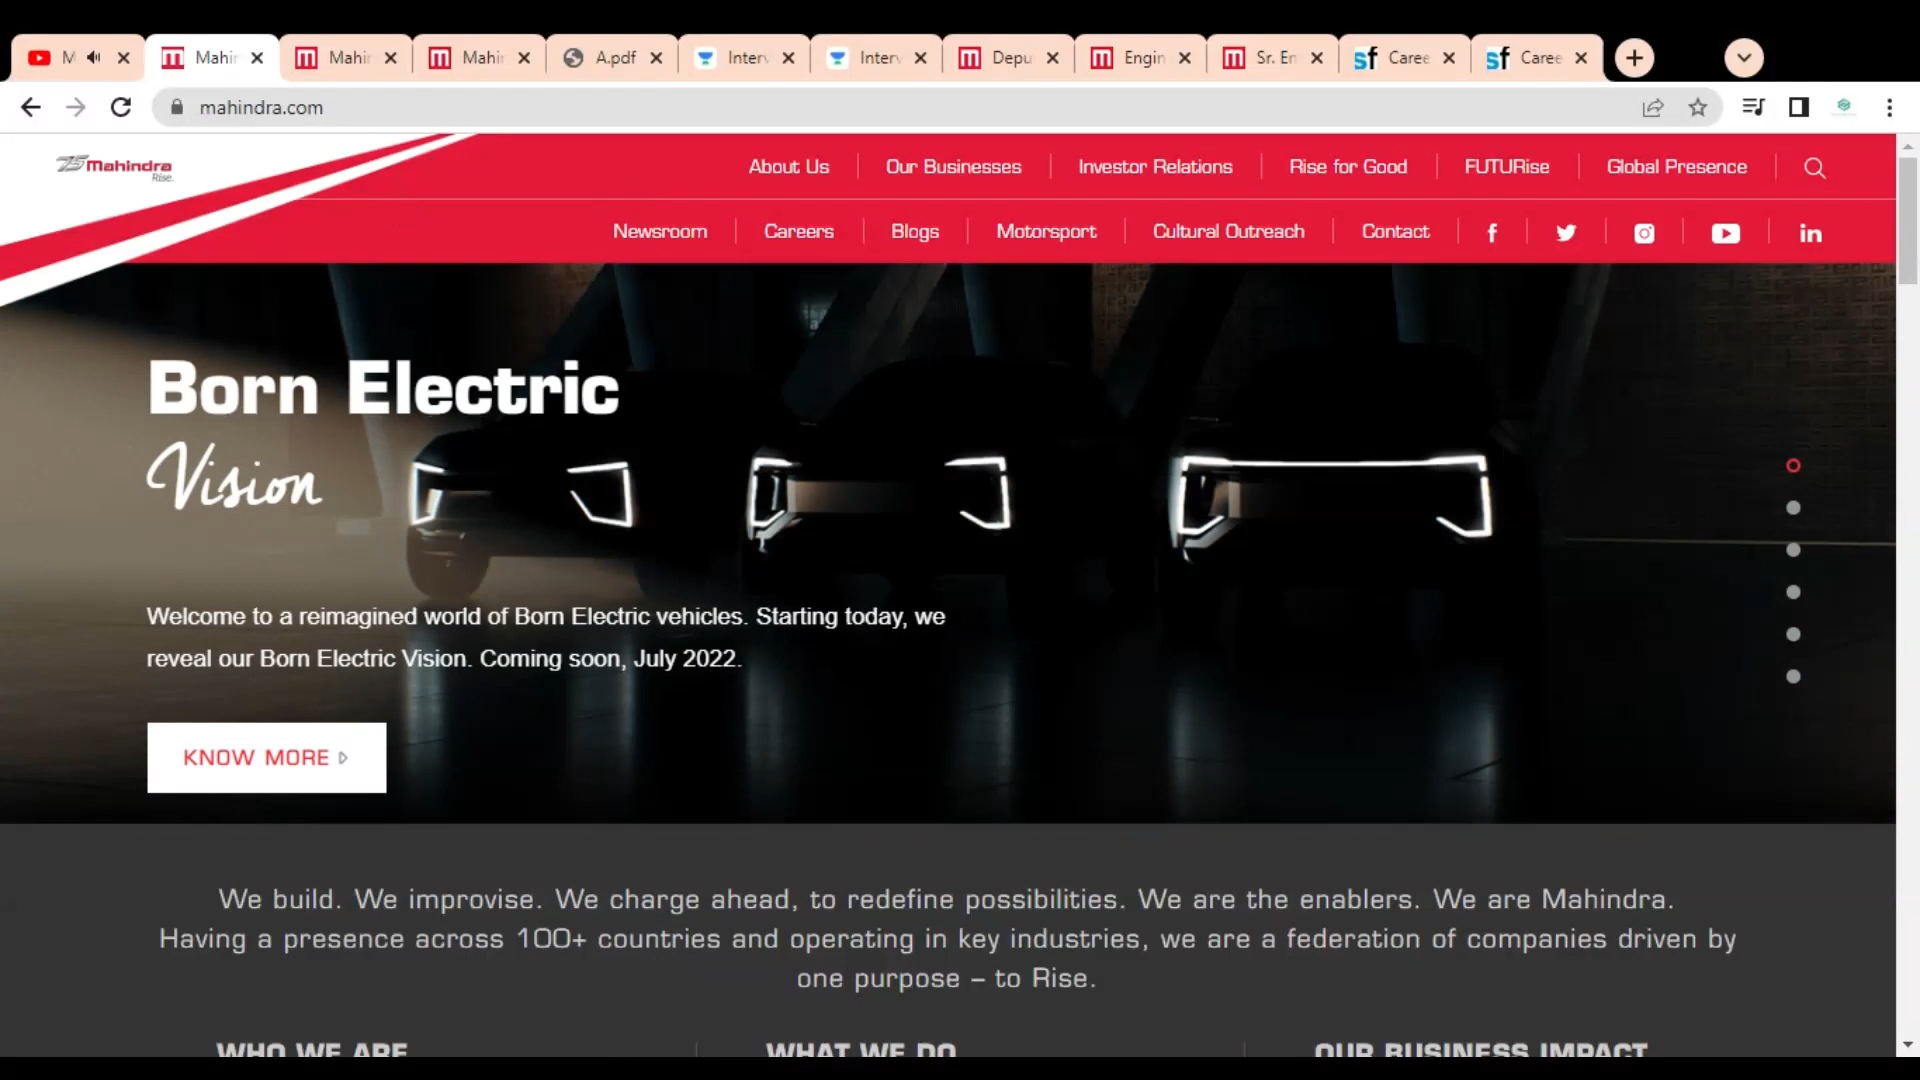 M
Mahin
Mahin
Mahin
A.pdf
Interv
Interv
Depu
Engin
Sr. En
Caree
Caree
mahindra.com
75 Mahindra
Rise.
About Us
Our Businesses
Investor Relations
Rise for Good
FUTURise
Global Presence
Newsroom
Careers
Blogs
Motorsport
Cultural Outreach
Contact
Born Electric
Vision
Welcome to a reimagined world of Born Electric vehicles. Starting today, we
reveal our Born Electric Vision. Coming soon, July 2022.
KNOW MORE
We build. We improvise. We charge ahead, to redefine possibilities. We are the enablers. We are Mahindra.
Having a presence across 100+ countries and operating in key industries, we are a federation of companies driven by
one purpose – to Rise.
WHO WE ARE
WHAT WE DO
OUR BUSINESS IMPACT